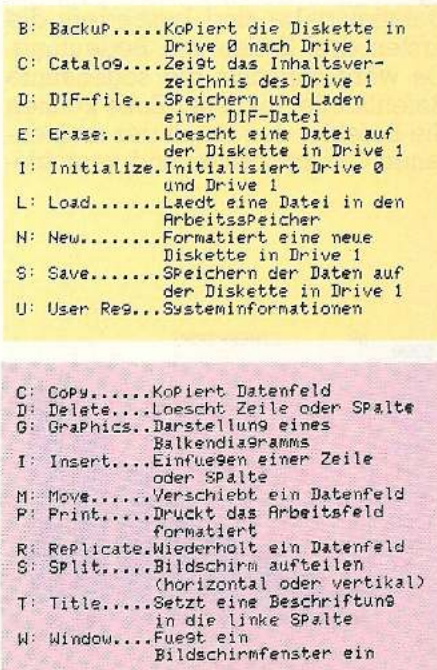 B: Backup.....Kopiert die Diskette in
Drive 0 nach Drive 1
C: Catalog....Zeigt das Inhaltsver-
zeichnis des Drive 1
D: DIF-file...Speichern und Laden
einer DIF-Datei
E: Erase......Loescht eine Datei auf
der Diskette in Drive 1
I: Initialize.Initialisiert Drive 0
und Drive 1
L: Load.......Laedt eine Datei in den
Arbeitsspeicher
N: New........Formatiert eine neue
Diskette in Drive 1
S: Save.......Speichern der Daten auf
der Diskette in Drive 1
U: User Reg...Systeminformationen
C: Copy......Kopiert Datenfeld
D: Delete....Loescht Zeile oder Spalte
G: Graphics..Darstellung eines
Balkendiagramms
I: Insert....Einfuegen einer Zeile
oder Spalte
M: Move......Verschiebt ein Datenfeld
P: Print.....Druckt das Arbeitsfeld
formatiert
R: Replicate.Wiederholt ein Datenfeld
S: Split.....Bildschirm aufteilen
(horizontal oder vertikal)
T: Title.....Setzt eine Beschriftung
in die linke Spalte
W: Window....Fuegt ein
Bildschirmfenster ein